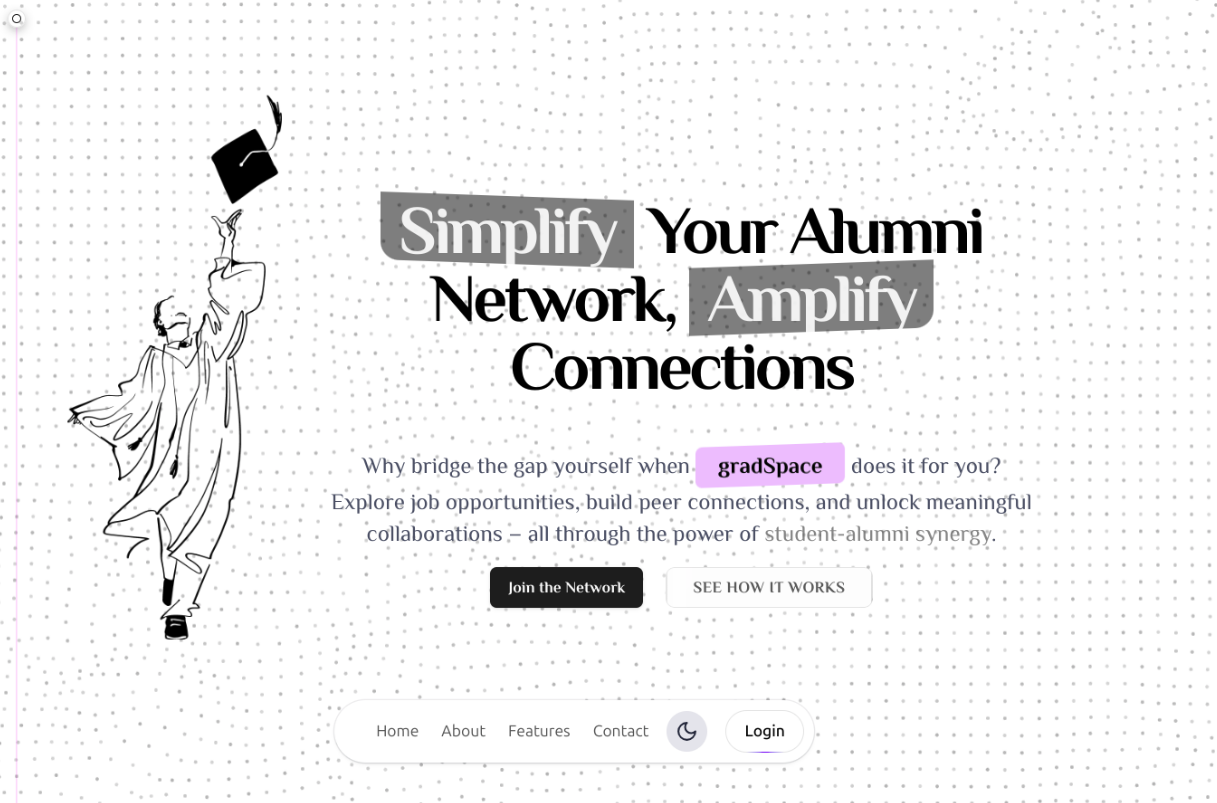 Simplify Your Alumni
Network, Amplify
Connections
Why bridge the gap yourself when gradSpace does it for you?
Explore job opportunities, build peer connections, and unlock meaningful
collaborations – all through the power of student-alumni synergy.
Join the Network SEE HOW IT WORKS
Home About Features Contact Login